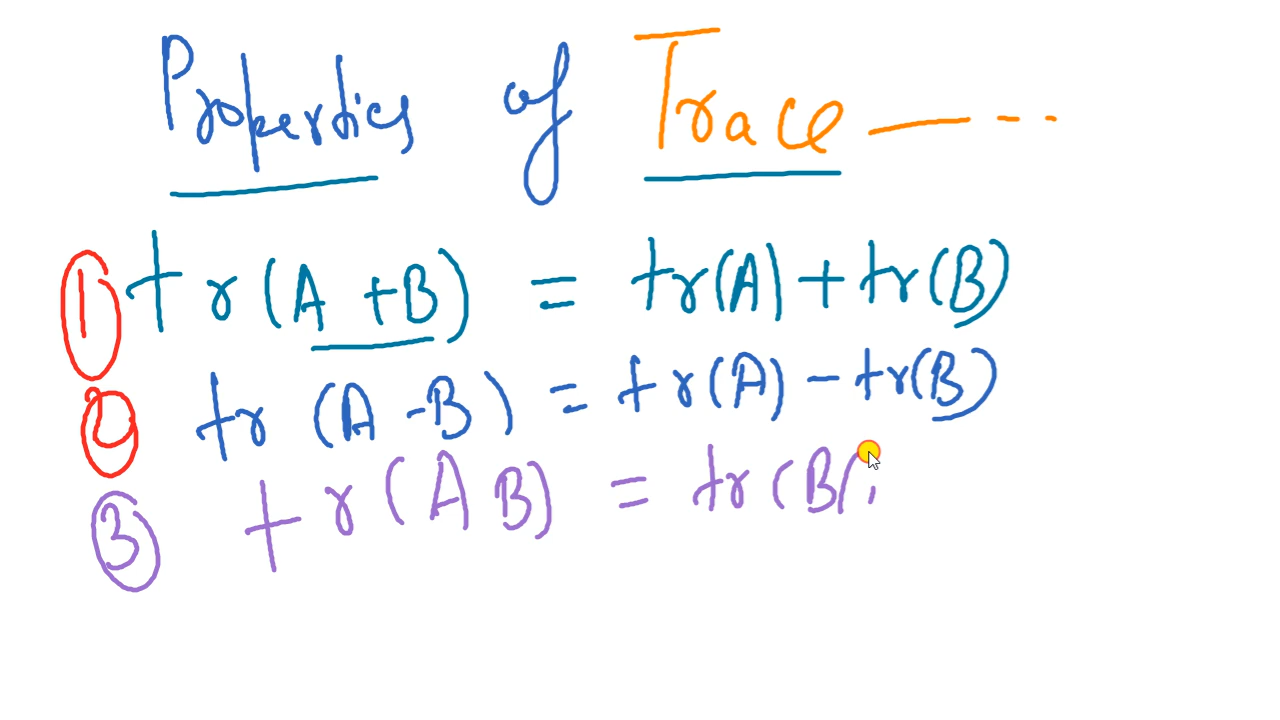 Properties of Trace ----
① tr(A+B) = tr(A)+tr(B)
② tr (A-B) = tr(A)-tr(B)
③ tr(AB) = tr(B